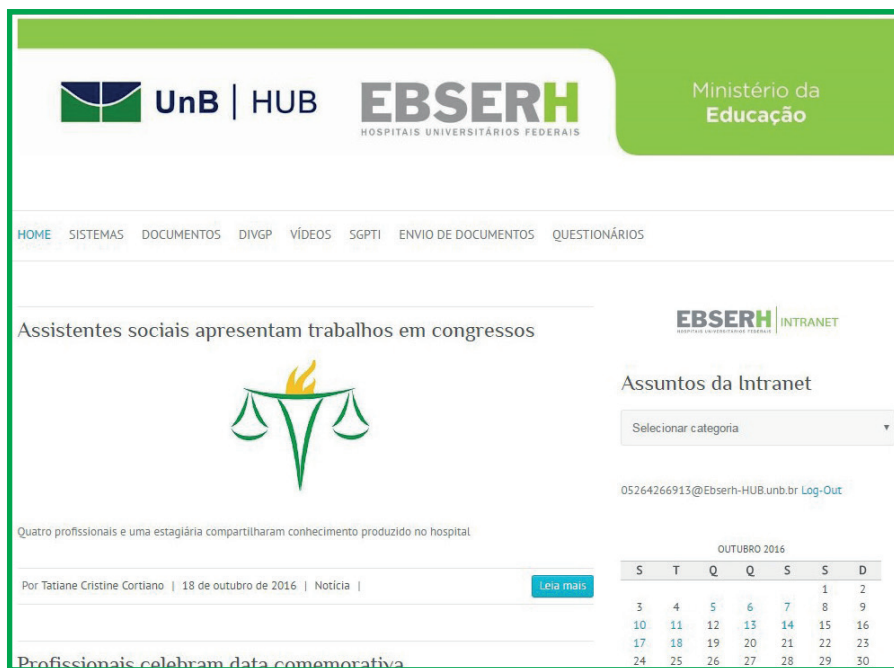 UnB | HUB
EBSERH
HOSPITAIS UNIVERSITÁRIOS FEDERAIS
Ministério da
Educação
HOME SISTEMAS DOCUMENTOS DIVGP VÍDEOS SGPTI ENVIO DE DOCUMENTOS QUESTIONÁRIOS
Assistentes sociais apresentam trabalhos em congressos
Quatro profissionais e uma estagiária compartilharam conhecimento produzido no hospital
Por Tatiane Cristine Cortiano | 18 de outubro de 2016 | Notícia |
Leia mais
Profissionais celebram data comemorativa
EBSERH INTRANET
HOSPITAIS UNIVERSITÁRIOS FEDERAIS
Assuntos da Intranet
Selecionar categoria
05264266913@Ebserh-HUB.unb.br Log-Out
OUTUBRO 2016
S T Q Q S S D
1 2
3 4 5 6 7 8 9
10 11 12 13 14 15 16
17 18 19 20 21 22 23
24 25 26 27 28 29 30